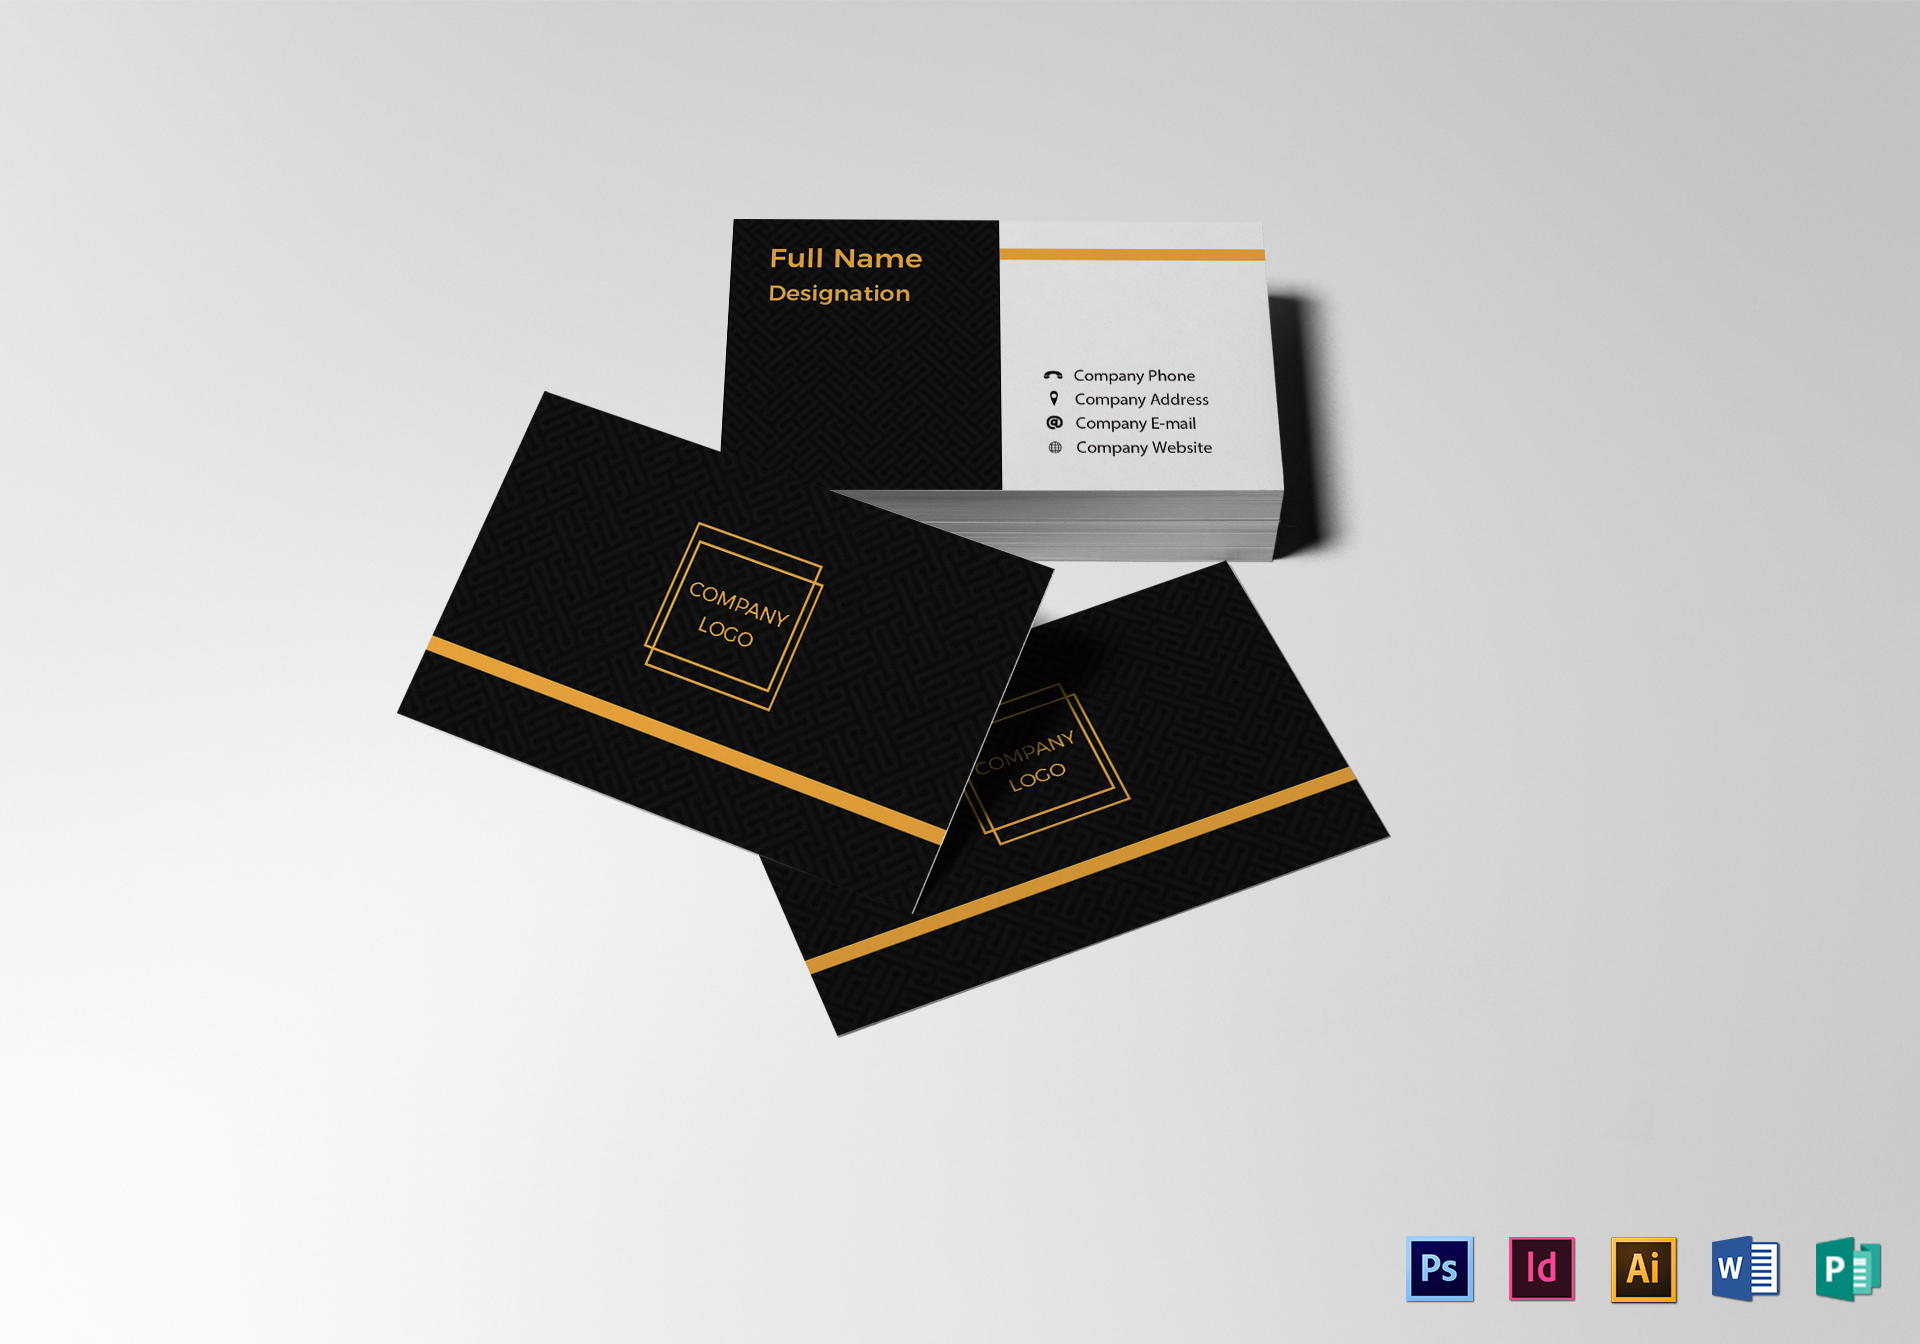 Full Name
Designation
Company Phone
Company Address
@ Company E-mail
Company Website
COMPANY
LOGO
COMPANY
LOGO
Ps
Id
Ai
W
P